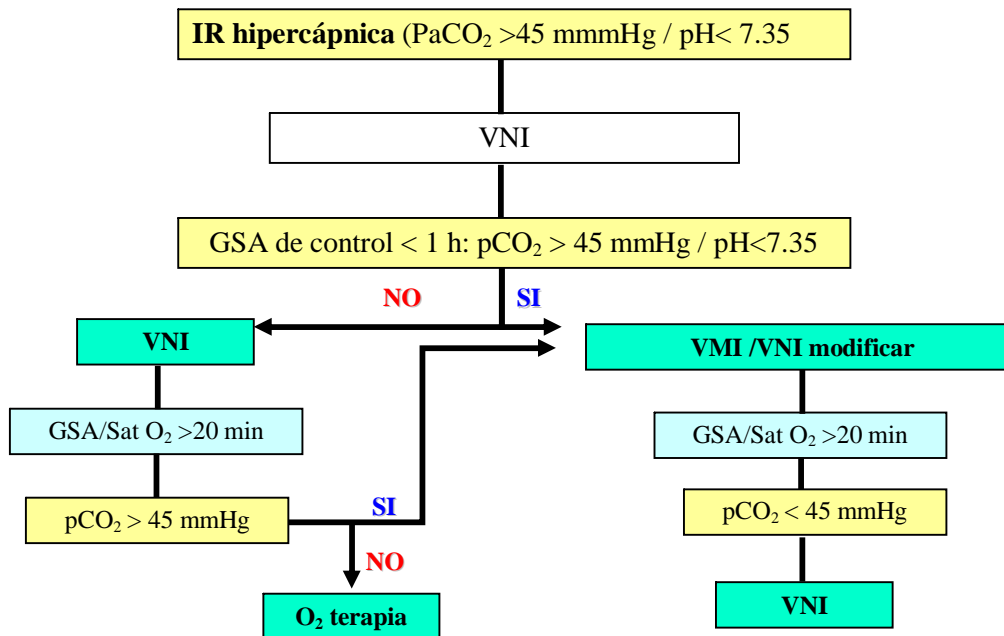 IR hipercápnica (PaCO₂ >45 mmmHg / pH< 7.35
VNI
GSA de control < 1 h: pCO₂ > 45 mmHg / pH<7.35
NO SI
VNI
VMI /VNI modificar
GSA/Sat O₂ >20 min
GSA/Sat O₂ >20 min
pCO₂ > 45 mmHg
SI
pCO₂ < 45 mmHg
NO
O₂ terapia
VNI